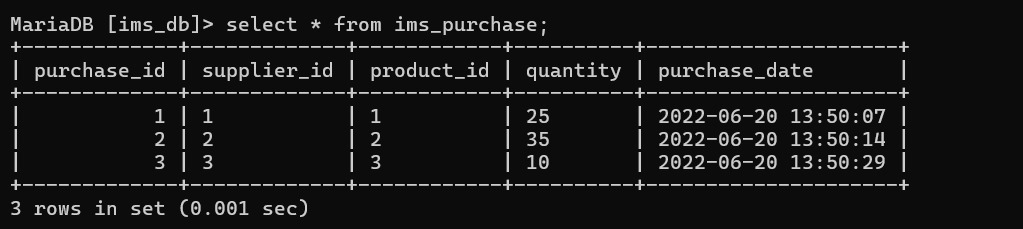 MariaDB [ims_db]> select * from ims_purchase;
+-------------+-------------+------------+----------+---------------------+
| purchase_id | supplier_id | product_id | quantity | purchase_date       |
+-------------+-------------+------------+----------+---------------------+
|           1 | 1           | 1          | 25       | 2022-06-20 13:50:07 |
|           2 | 2           | 2          | 35       | 2022-06-20 13:50:14 |
|           3 | 3           | 3          | 10       | 2022-06-20 13:50:29 |
+-------------+-------------+------------+----------+---------------------+
3 rows in set (0.001 sec)